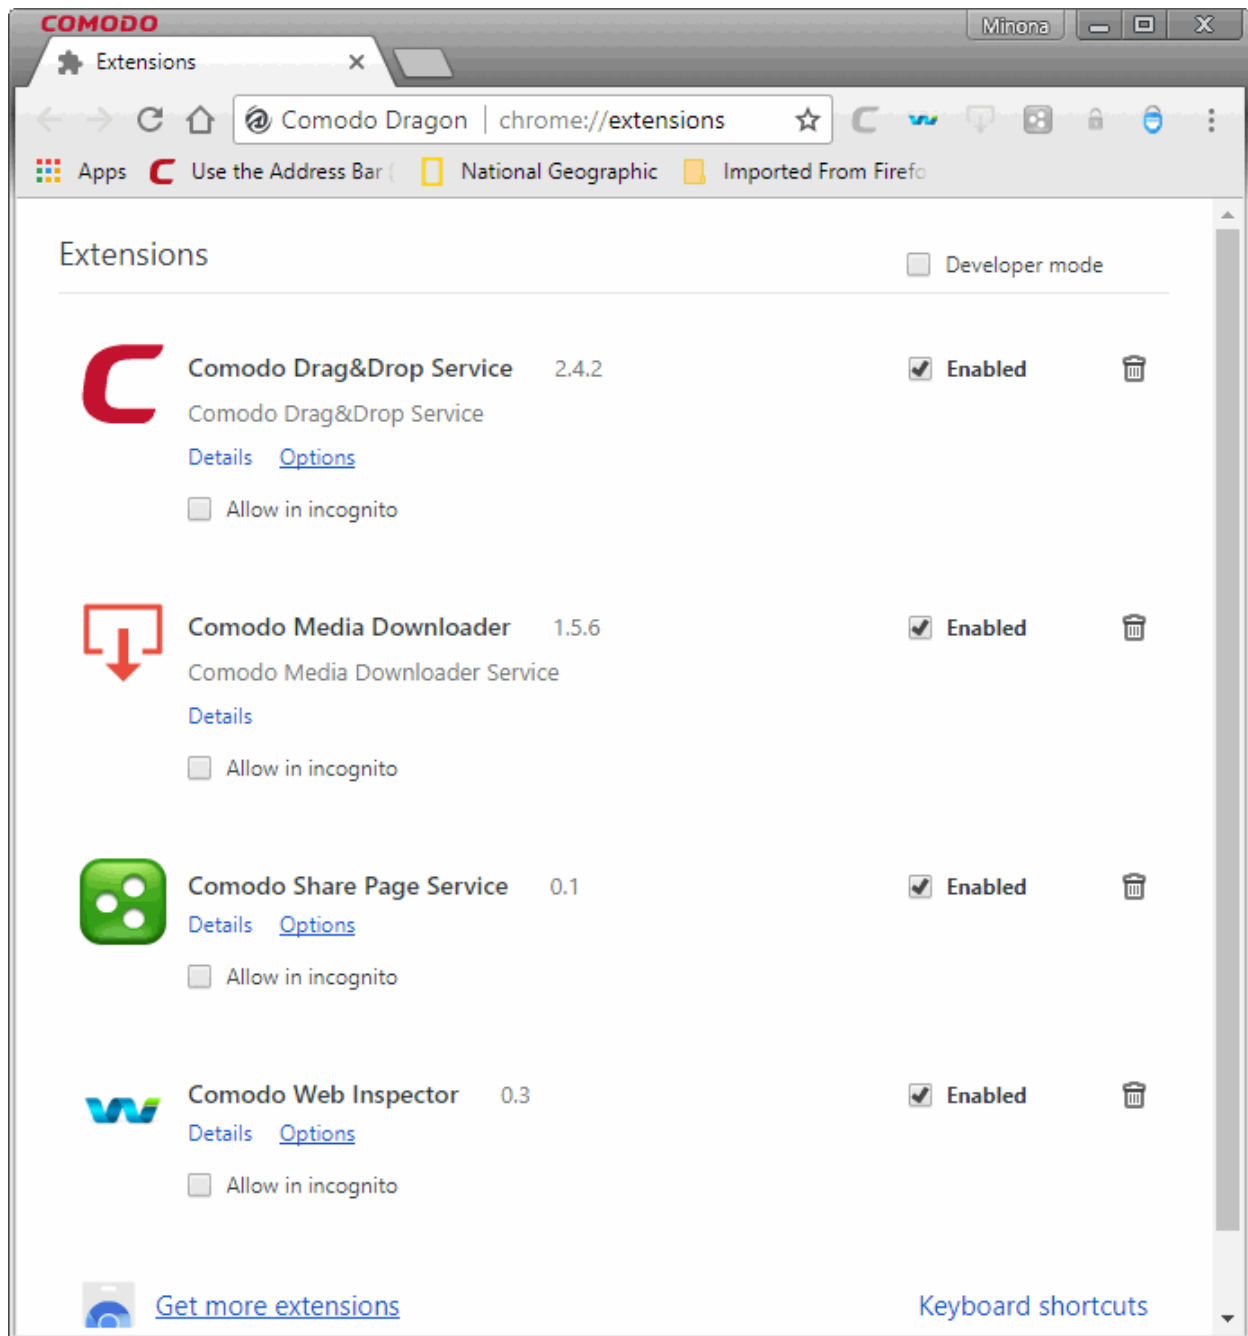 COMODO
Minona
Extensions
Comodo Dragon chrome://extensions
Apps Use the Address Bar ( National Geographic Imported From Firefo
Extensions
Developer mode
Comodo Drag&Drop Service 2.4.2 Enabled
Comodo Drag&Drop Service
Details Options
Allow in incognito
Comodo Media Downloader 1.5.6 Enabled
Comodo Media Downloader Service
Details
Allow in incognito
Comodo Share Page Service 0.1 Enabled
Details Options
Allow in incognito
Comodo Web Inspector 0.3 Enabled
Details Options
Allow in incognito
Get more extensions Keyboard shortcuts